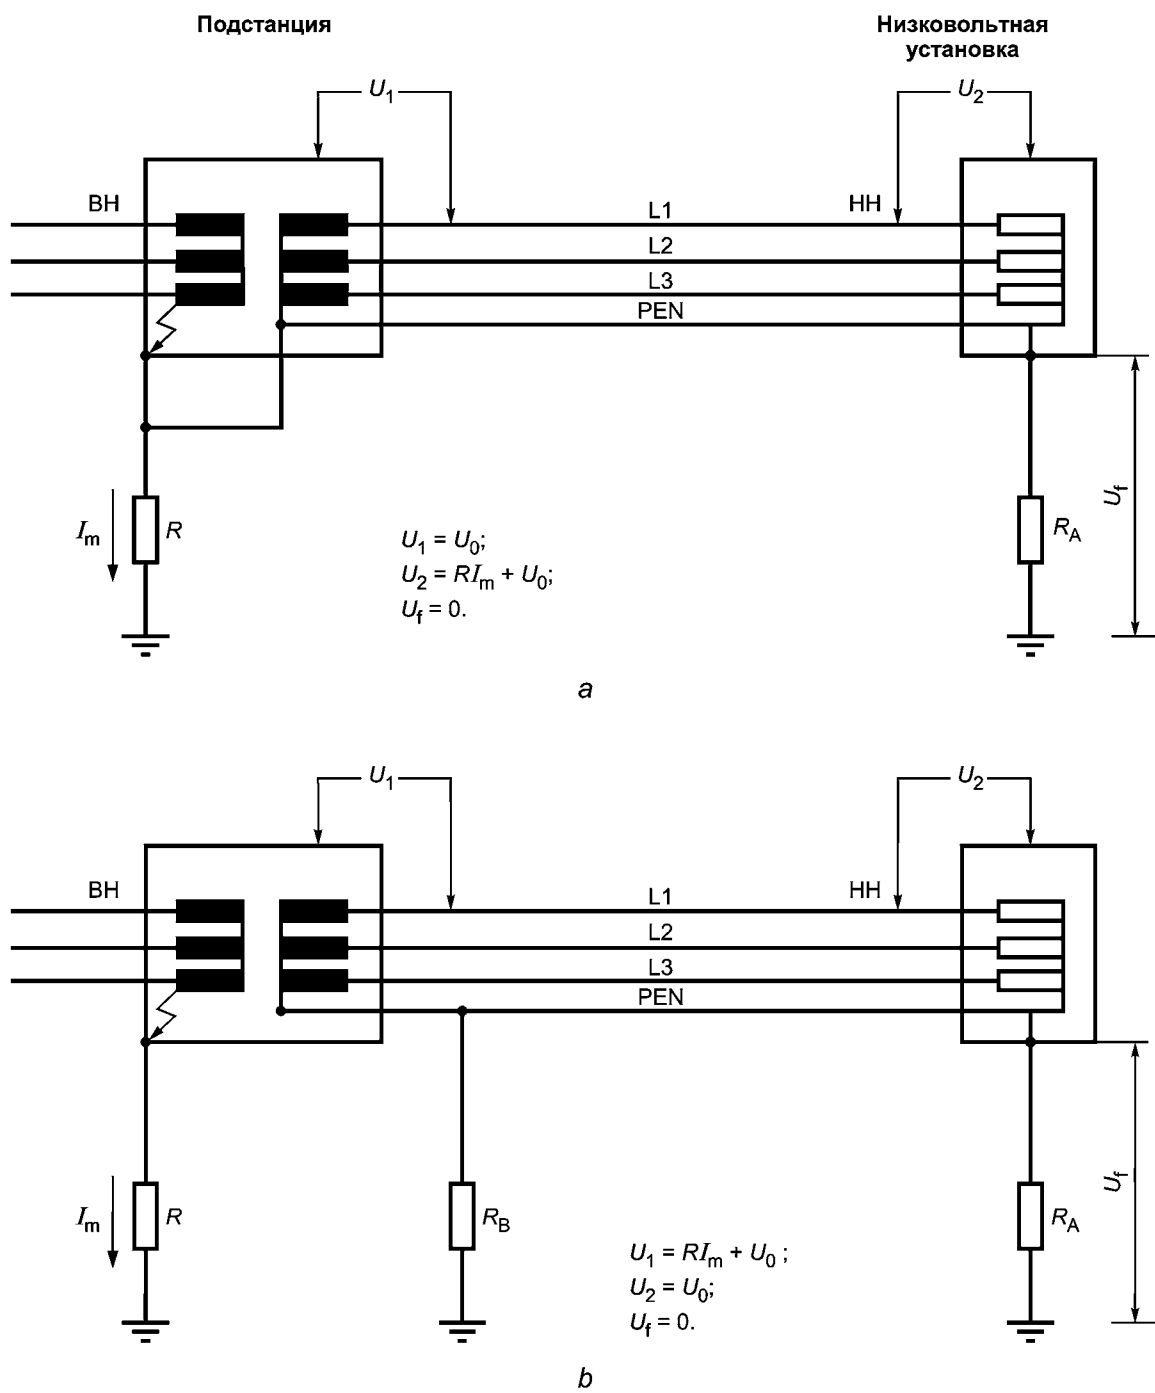 Подстанция
Низковольтная
установка
U1
U2
ВН
L1
НН
L2
L3
PEN
Im
R
U1 = U0;
U2 = RIm + U0;
Uf = 0.
RA
Uf
a
U1
U2
ВН
L1
НН
L2
L3
PEN
Im
R
RB
U1 = RIm + U0 ;
U2 = U0;
Uf = 0.
RA
Uf
b